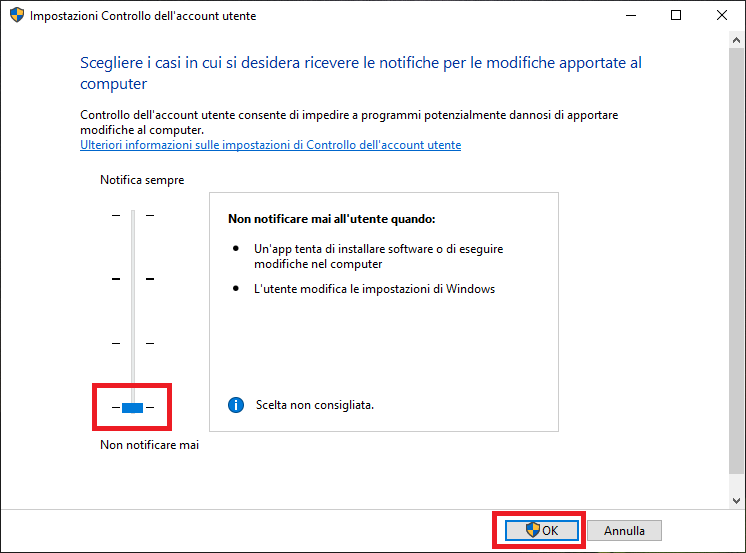 Impostazioni Controllo dell'account utente
Scegliere i casi in cui si desidera ricevere le notifiche per le modifiche apportate al
computer
Controllo dell'account utente consente di impedire a programmi potenzialmente dannosi di apportare
modifiche al computer.
Ulteriori informazioni sulle impostazioni di Controllo dell'account utente
Notifica sempre
Non notificare mai all'utente quando:
Un'app tenta di installare software o di eseguire
modifiche nel computer
L'utente modifica le impostazioni di Windows
Scelta non consigliata.
Non notificare mai
OK
Annulla